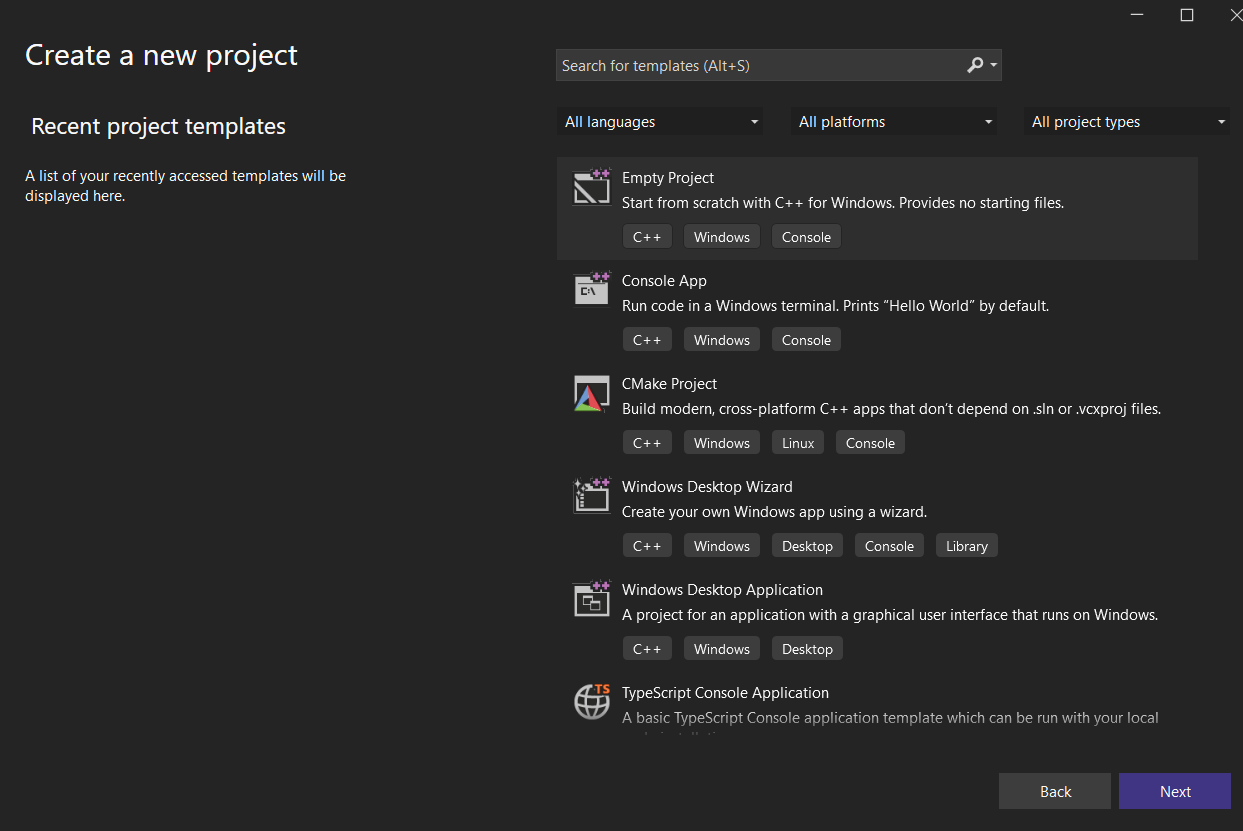 Create a new project
Recent project templates
A list of your recently accessed templates will be
displayed here.
Search for templates (Alt+S)
All languages
All platforms
All project types
Empty Project
Start from scratch with C++ for Windows. Provides no starting files.
C++ Windows Console
Console App
Run code in a Windows terminal. Prints “Hello World” by default.
C++ Windows Console
CMake Project
Build modern, cross-platform C++ apps that don’t depend on .sln or .vcxproj files.
C++ Windows Linux Console
Windows Desktop Wizard
Create your own Windows app using a wizard.
C++ Windows Desktop Console Library
Windows Desktop Application
A project for an application with a graphical user interface that runs on Windows.
C++ Windows Desktop
TS
TypeScript Console Application
A basic TypeScript Console application template which can be run with your local
Back
Next